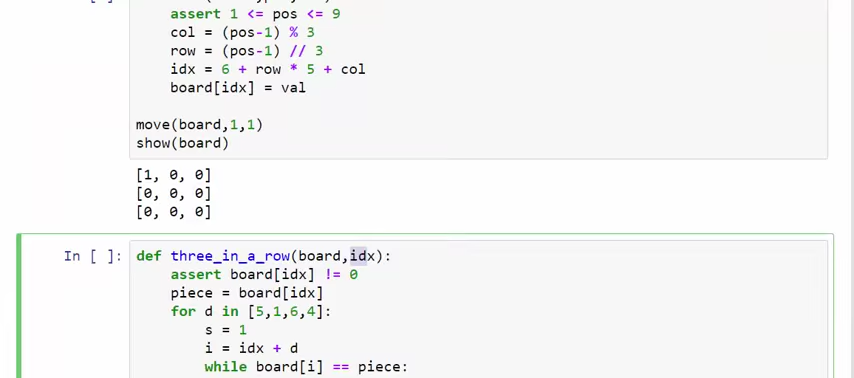 assert 1 <= pos <= 9
col = (pos-1) % 3
row = (pos-1) // 3
idx = 6 + row * 5 + col
board[idx] = val
move(board,1,1)
show(board)
[1, 0, 0]
[0, 0, 0]
[0, 0, 0]
In [ ]: def three_in_a_row(board,idx):
assert board[idx] != 0
piece = board[idx]
for d in [5,1,6,4]:
s = 1
i = idx + d
while board[i] == piece: